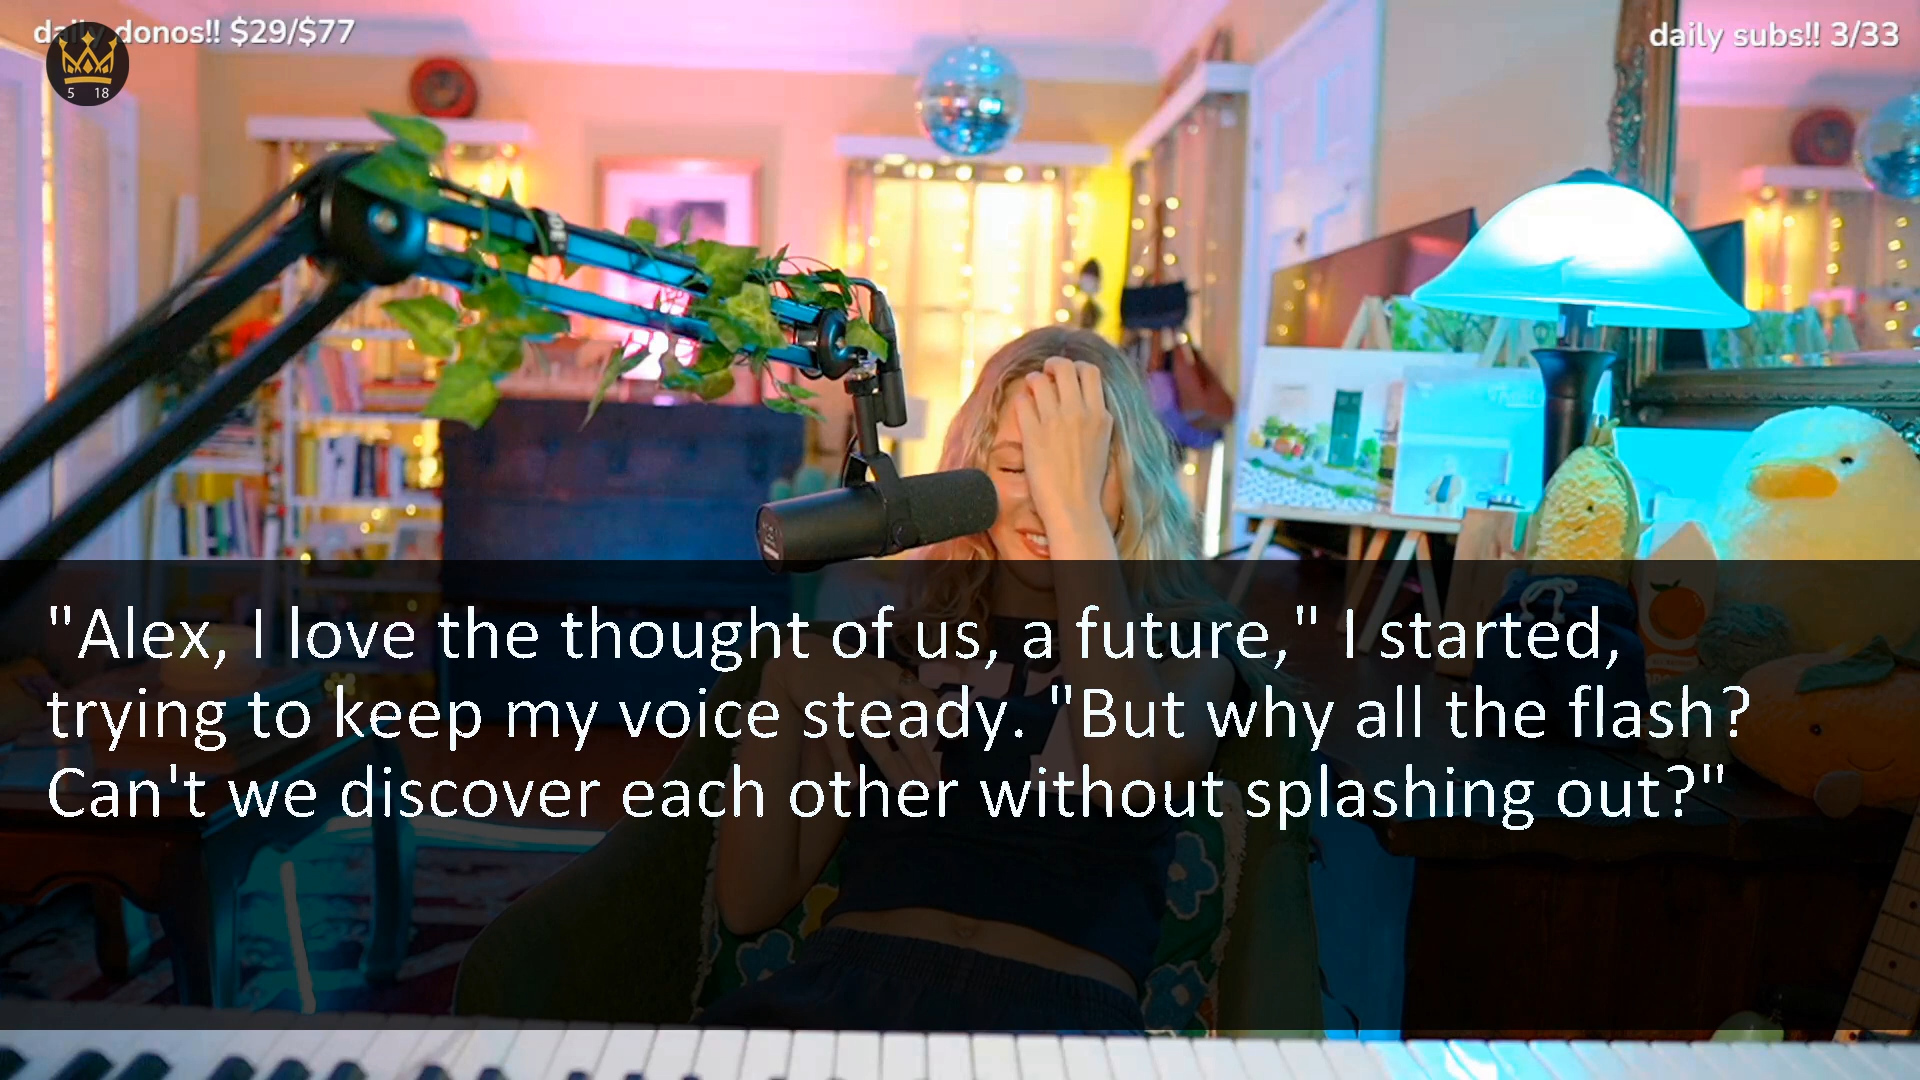 daily donos!! $29/$77
daily subs!! 3/33
5 18
"Alex, I love the thought of us, a future," I started,
trying to keep my voice steady. "But why all the flash?
Can't we discover each other without splashing out?"